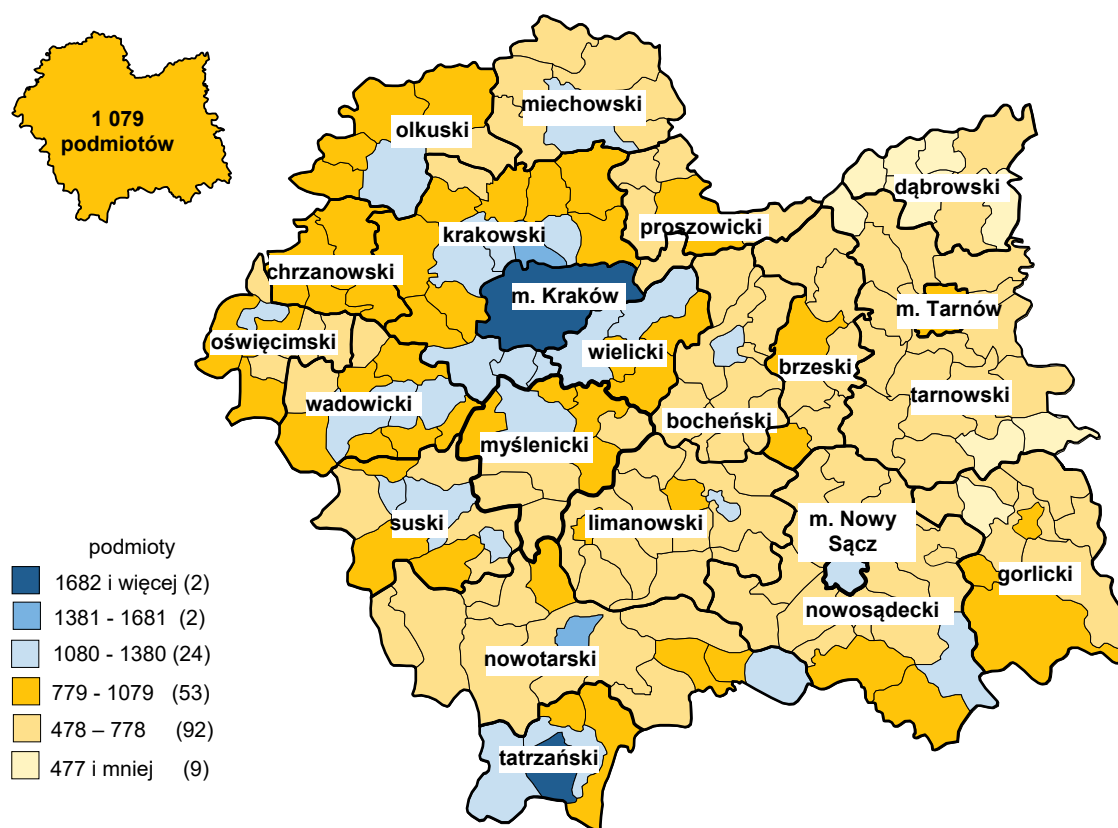 1 079
podmiotów
miechowski
olkuski
dąbrowski
krakowski
proszowicki
chrzanowski
m. Kraków
m. Tarnów
oświęcimski
wielicki
brzeski
wadowicki
tarnowski
bocheński
myślenicki
suski
limanowski
m. Nowy
Sącz
gorlicki
nowosądecki
nowotarski
tatrzański
podmioty
1682 i więcej (2)
1381 - 1681 (2)
1080 - 1380 (24)
779 - 1079 (53)
478 – 778 (92)
477 i mniej (9)